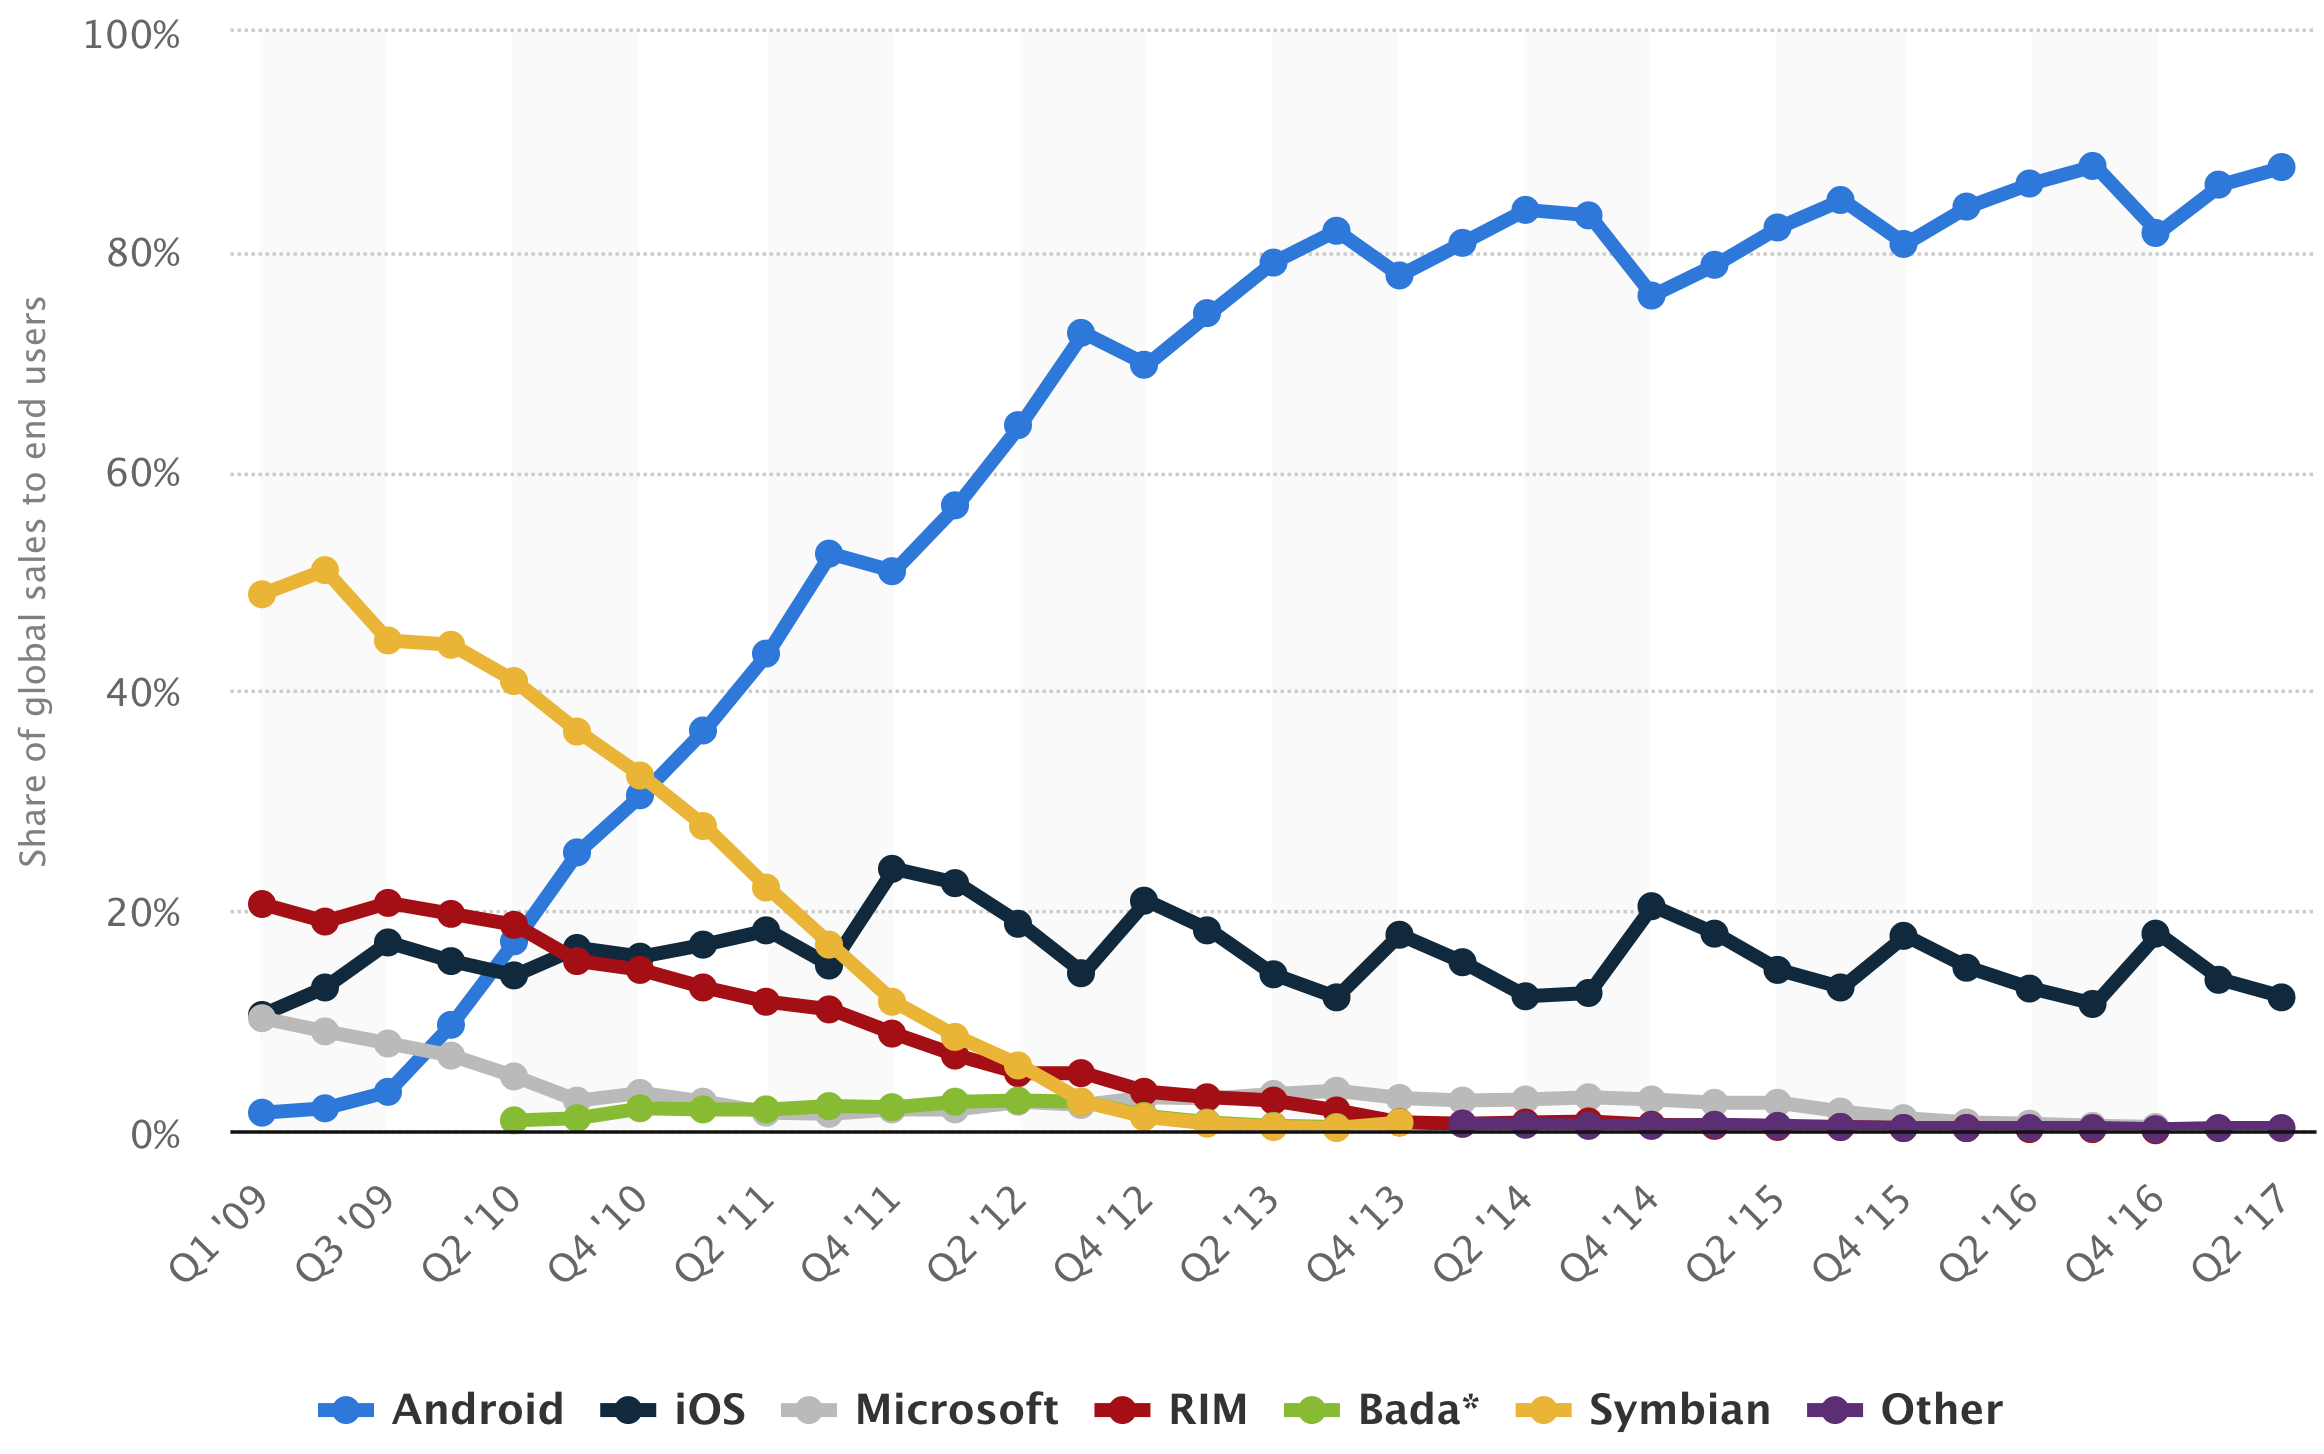 100%
80%
60%
40%
20%
0%
Share of global sales to end users
Q1 '09
Q3 '09
Q2 '10
Q4 '10
Q2 '11
Q4 '11
Q2 '12
Q4 '12
Q2 '13
Q4 '13
Q2 '14
Q4 '14
Q2 '15
Q4 '15
Q2 '16
Q4 '16
Q2 '17
Android iOS Microsoft RIM Bada* Symbian Other